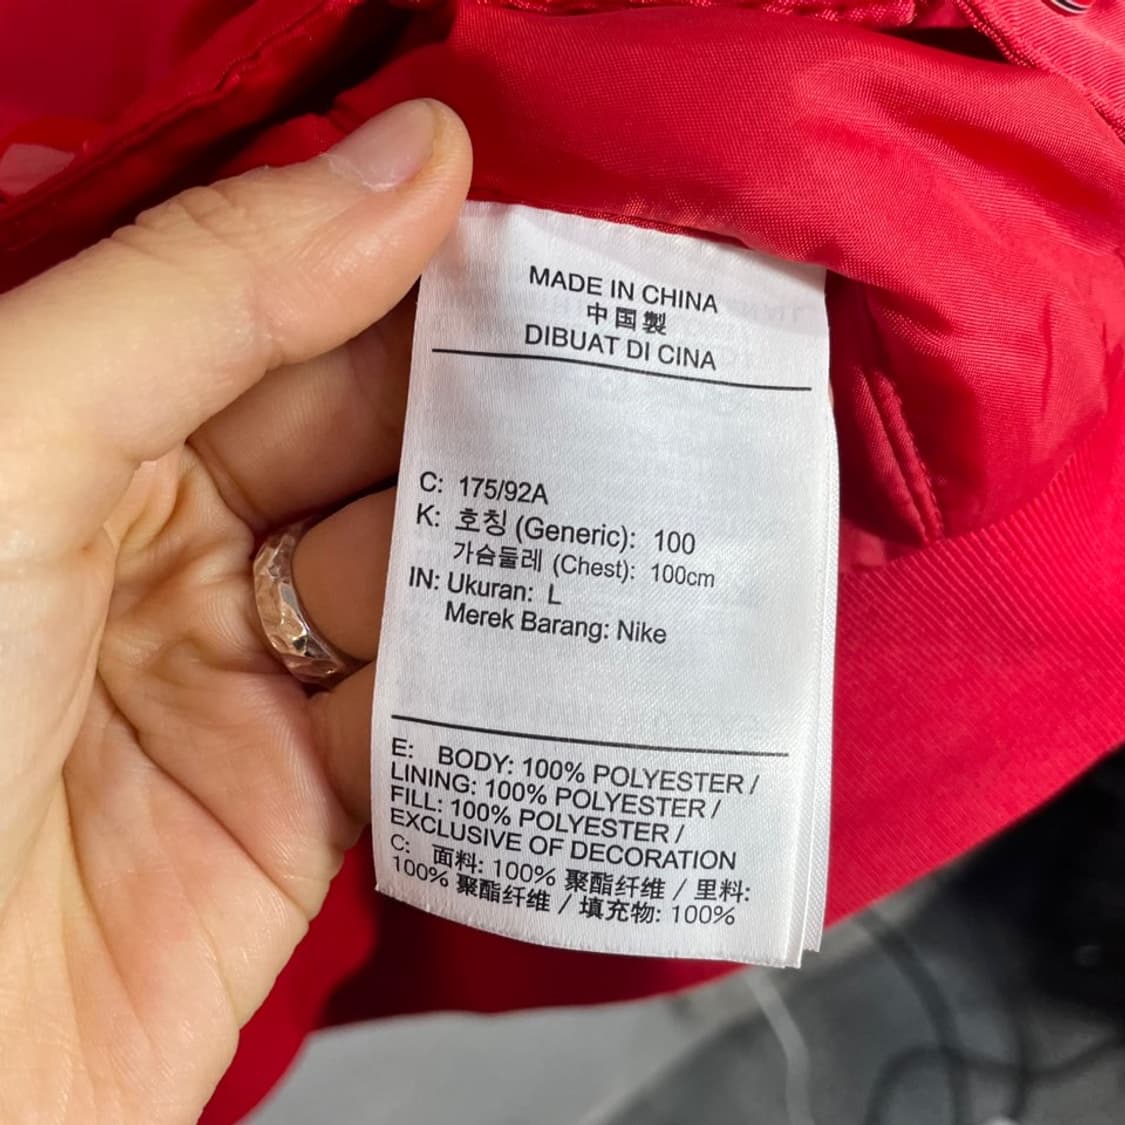 MADE IN CHINA
中国製
DIBUAT DI CINA
C: 175/92A
K: 호칭 (Generic): 100
가슴둘레 (Chest): 100cm
IN: Ukuran: L
Merek Barang: Nike
E: BODY: 100% POLYESTER /
LINING: 100% POLYESTER /
FILL: 100% POLYESTER /
EXCLUSIVE OF DECORATION
C: 面料: 100% 聚酯纤维 / 里料:
100% 聚酯纤维 / 填充物: 100%